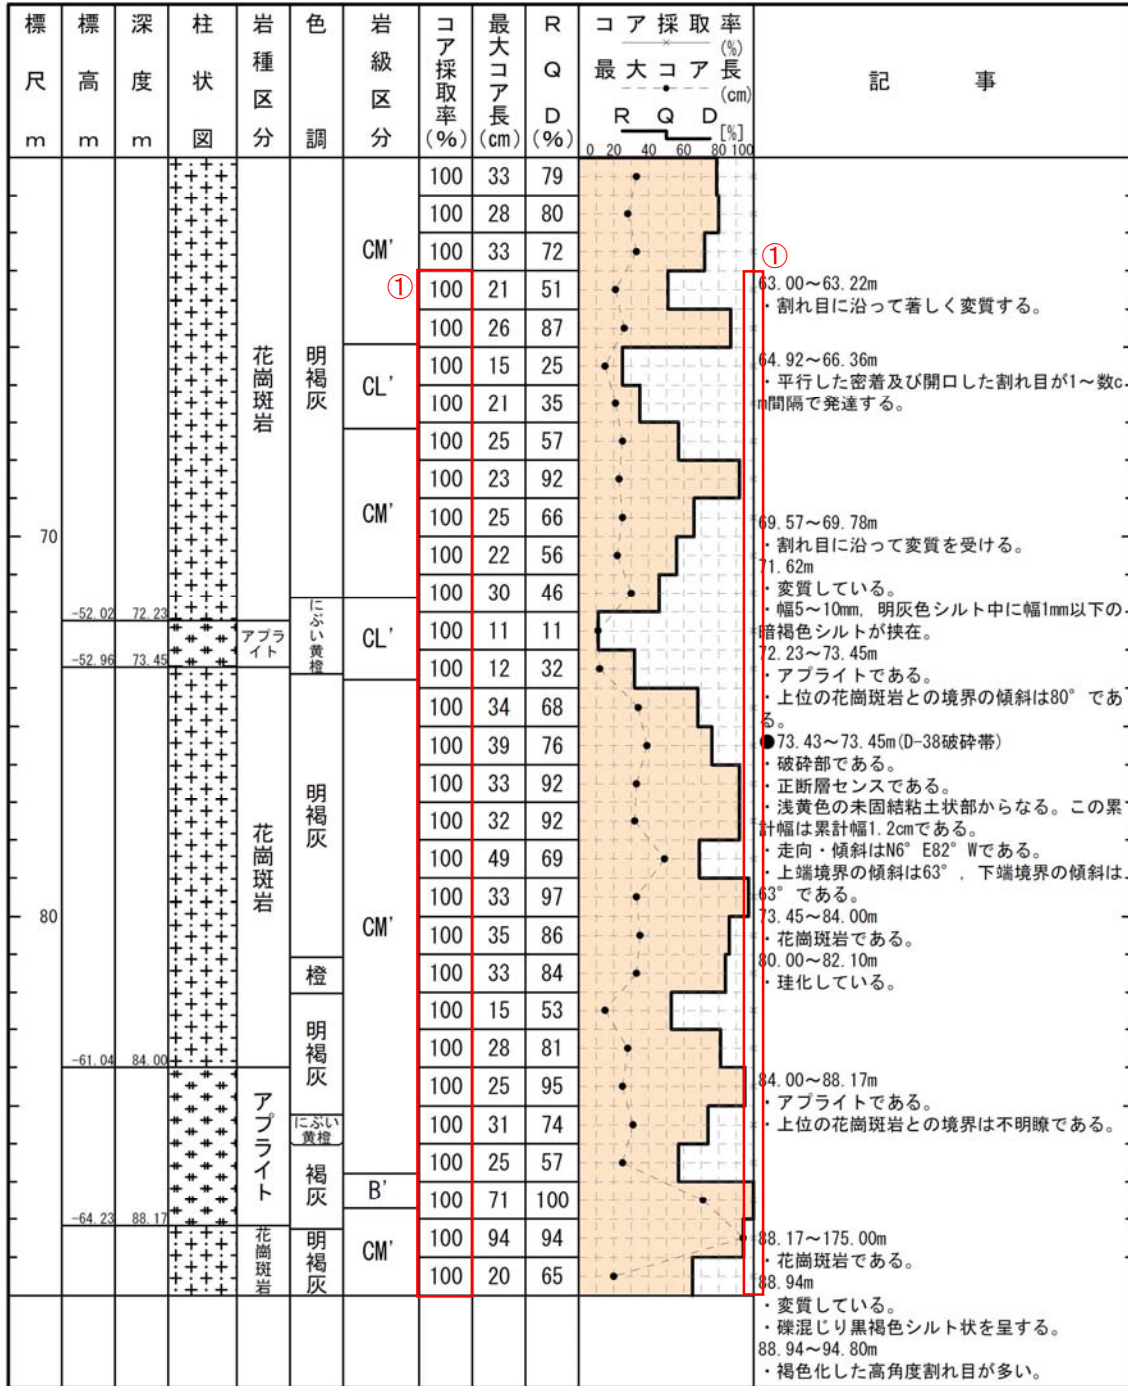 標尺 m
標高 m
深度 m
柱状図
岩種区分
色調
岩級区分
コア採取率(%)
最大コア長(cm)
RQD(%)
コア採取率
(%)
最大コア長
(cm)
RQD
[%]
0 20 40 60 80 100
記事
100 33 79
100 28 80
100 33 72
CM'
①
①
100 21 51
100 26 87
100 15 25
CL'
100 21 35
100 25 57
100 23 92
100 25 66
CM'
70
100 22 56
100 30 46
花崗斑岩
明褐灰
-52.02 72.23
アプライト
にぶい黄橙
CL'
100 11 11
-52.96 73.45
100 12 32
100 34 68
100 39 76
100 33 92
100 32 92
100 49 69
100 33 97
80
花崗斑岩
明褐灰
CM'
100 35 86
100 33 84
橙
100 15 53
100 28 81
明褐灰
-61.04 84.00
100 25 95
100 31 74
アプライト
にぶい黄橙
100 25 57
褐灰
B'
100 71 100
-64.23 88.17
花崗斑岩
明褐灰
CM'
100 94 94
100 20 65
63.00～63.22m
・割れ目に沿って著しく変質する。
64.92～66.36m
・平行した密着及び開口した割れ目が1～数c
m間隔で発達する。
69.57～69.78m
・割れ目に沿って変質を受ける。
71.62m
・変質している。
・幅5～10mm, 明灰色シルト中に幅1mm以下の
暗褐色シルトが挟在。
72.23～73.45m
・アプライトである。
・上位の花崗斑岩との境界の傾斜は80°であ
る。
●73.43～73.45m(D-38破砕帯)
・破砕部である。
・正断層センスである。
・浅黄色の未固結粘土状部からなる。この累
計幅は累計幅1.2cmである。
・走向・傾斜はN6°E82°Wである。
・上端境界の傾斜は63°, 下端境界の傾斜は
63°である。
73.45～84.00m
・花崗斑岩である。
80.00～82.10m
・珪化している。
84.00～88.17m
・アプライトである。
・上位の花崗斑岩との境界は不明瞭である。
88.17～175.00m
・花崗斑岩である。
88.94m
・変質している。
・礫混じり黒褐色シルト状を呈する。
88.94～94.80m
・褐色化した高角度割れ目が多い。